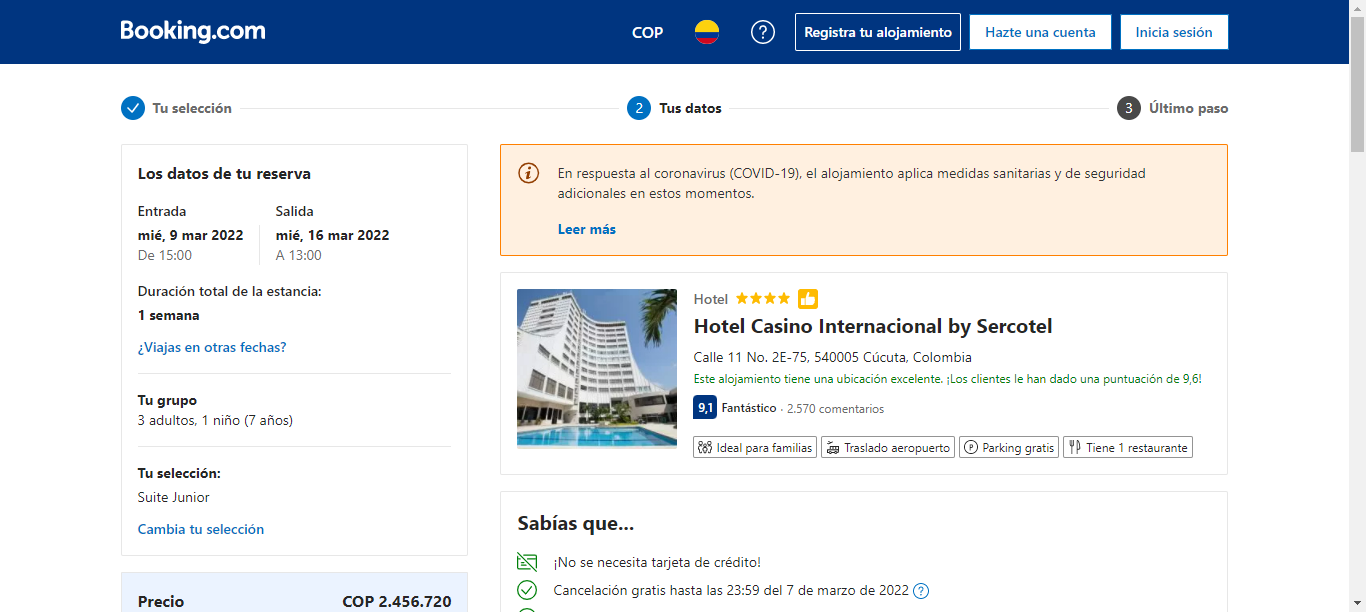 Booking.com
COP
Registra tu alojamiento
Hazte una cuenta
Inicia sesión
Tu selección
2 Tus datos
3 Último paso
Los datos de tu reserva
Entrada
Salida
mié, 9 mar 2022
mié, 16 mar 2022
De 15:00
A 13:00
Duración total de la estancia:
1 semana
¿Viajas en otras fechas?
Tu grupo
3 adultos, 1 niño (7 años)
Tu selección:
Suite Junior
Cambia tu selección
Precio
COP 2.456.720
En respuesta al coronavirus (COVID-19), el alojamiento aplica medidas sanitarias y de seguridad
adicionales en estos momentos.
Leer más
Hotel
Hotel Casino Internacional by Sercotel
Calle 11 No. 2E-75, 540005 Cúcuta, Colombia
Este alojamiento tiene una ubicación excelente. ¡Los clientes le han dado una puntuación de 9,6!
9,1 Fantástico · 2.570 comentarios
Ideal para familias
Traslado aeropuerto
Parking gratis
Tiene 1 restaurante
Sabías que...
¡No se necesita tarjeta de crédito!
Cancelación gratis hasta las 23:59 del 7 de marzo de 2022